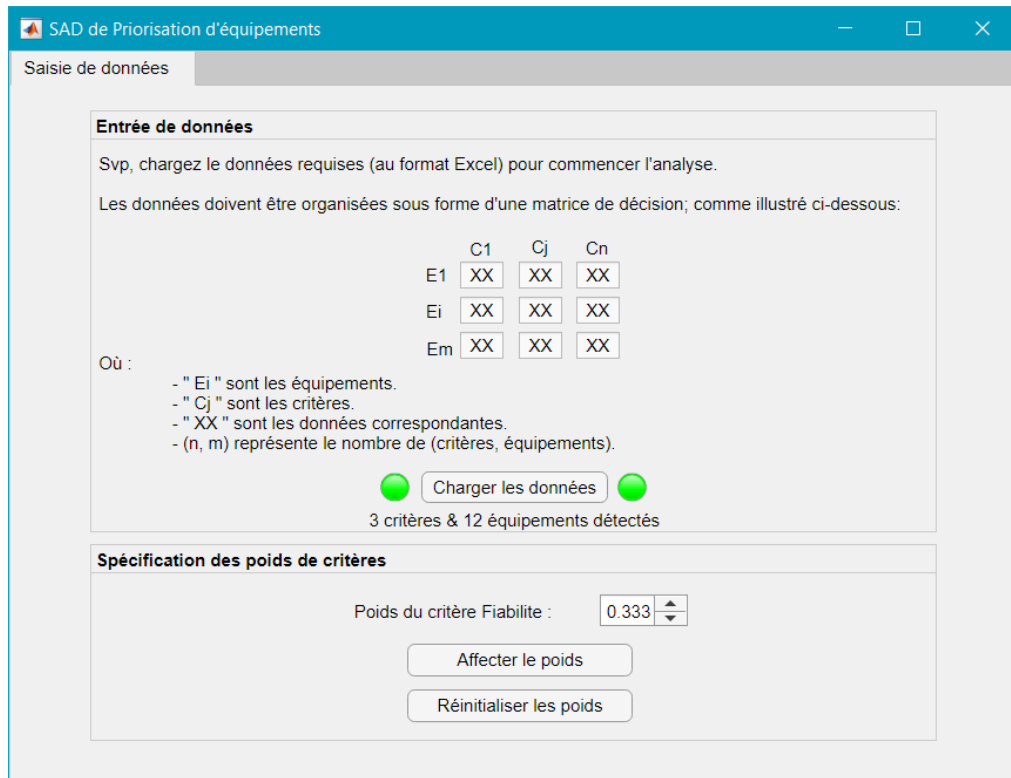 SAD de Priorisation d'équipements
Saisie de données
Entrée de données
Svp, chargez le données requises (au format Excel) pour commencer l'analyse.
Les données doivent être organisées sous forme d'une matrice de décision; comme illustré ci-dessous:
C1 Cj Cn
E1 XX XX XX
Ei XX XX XX
Em XX XX XX
Où :
- " Ei " sont les équipements.
- " Cj " sont les critères.
- " XX " sont les données correspondantes.
- (n, m) représente le nombre de (critères, équipements).
Charger les données
3 critères & 12 équipements détectés
Spécification des poids de critères
Poids du critère Fiabilite : 0.333
Affecter le poids
Réinitialiser les poids